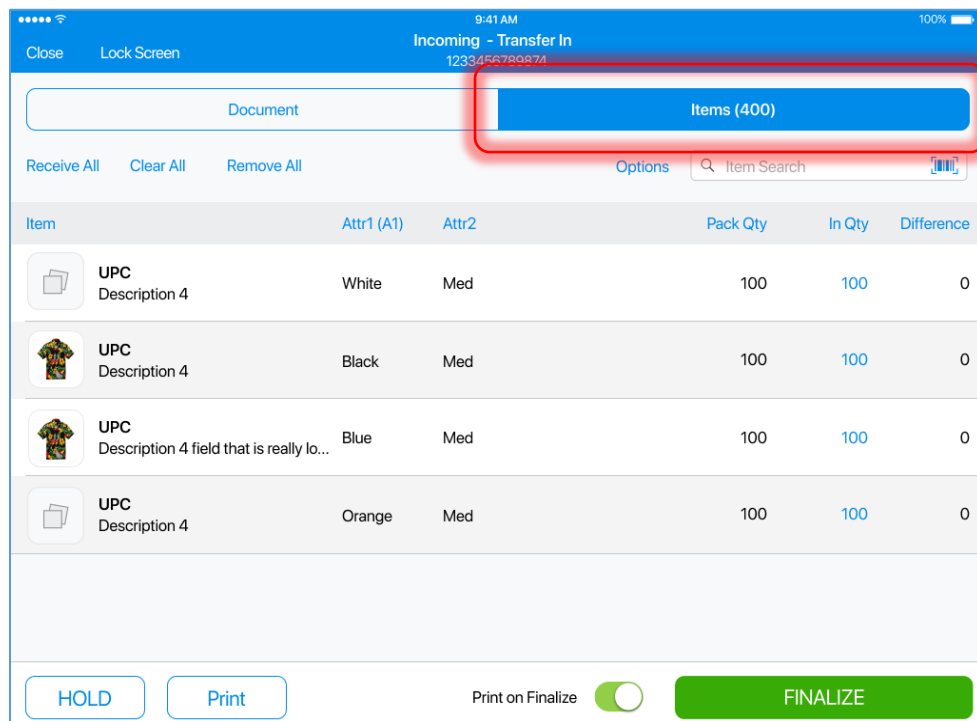 9:41 AM
100%
Close
Lock Screen
Incoming - Transfer In
1233456789874
Document
Items (400)
Receive All
Clear All
Remove All
Options
Item Search
Item Attr1 (A1) Attr2 Pack Qty In Qty Difference
UPC
Description 4
White Med 100 100 0
UPC
Description 4
Black Med 100 100 0
UPC
Description 4 field that is really lo...
Blue Med 100 100 0
UPC
Description 4
Orange Med 100 100 0
HOLD
Print
Print on Finalize
FINALIZE